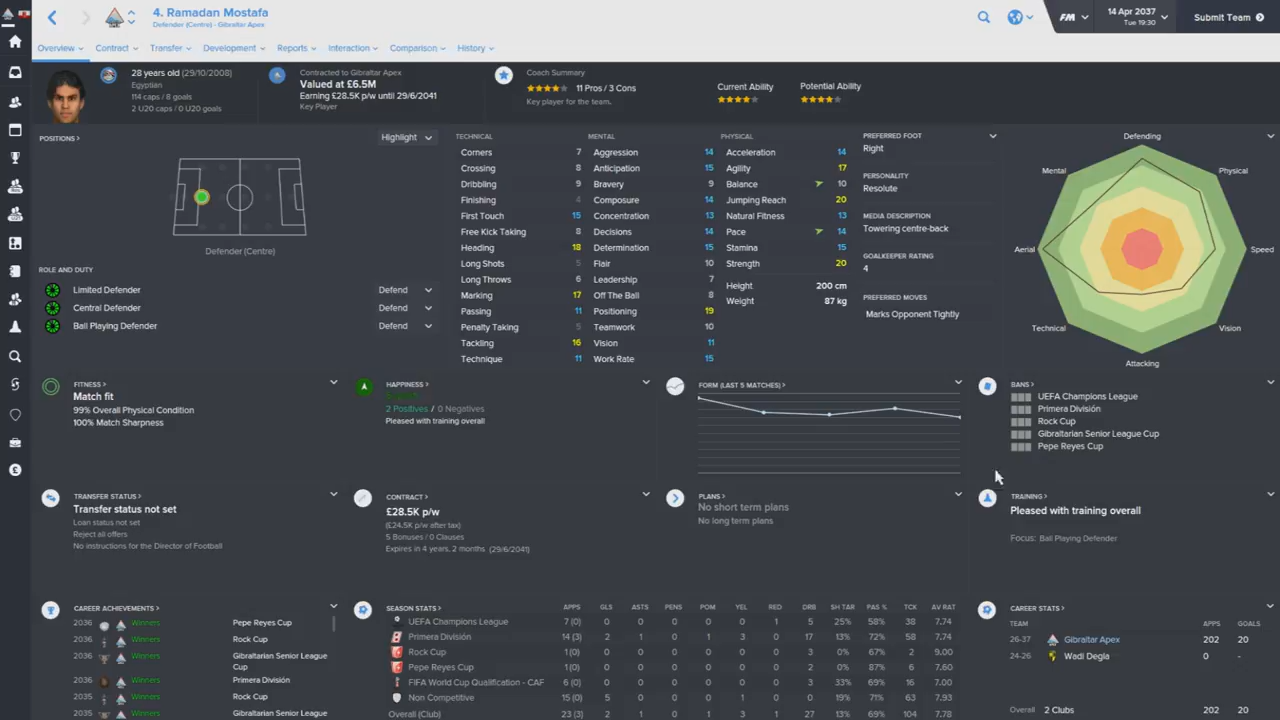 4. Ramadan Mostafa
Defender (Centre) - Gibraltar Apex
FM
14 Apr 2037
Tue 19:30
Submit Team
Overview Contract Transfer Development Reports Interaction Comparison History
28 years old (29/10/2008)
Egyptian
114 caps / 8 goals
2 U20 caps / 0 U20 goals
Contracted to Gibraltar Apex
Valued at £6.5M
Earning £28.5K p/w until 29/6/2041
Key Player
Coach Summary
11 Pros / 3 Cons
Key player for the team.
Current Ability
Potential Ability
POSITIONS >
Highlight
Defender (Centre)
ROLE AND DUTY
Limited Defender Defend
Central Defender Defend
Ball Playing Defender Defend
TECHNICAL MENTAL PHYSICAL
Corners 7 Aggression 14 Acceleration 14
Crossing 8 Anticipation 15 Agility 17
Dribbling 9 Bravery 9 Balance 10
Finishing 4 Composure 14 Jumping Reach 20
First Touch 15 Concentration 13 Natural Fitness 13
Free Kick Taking 8 Decisions 14 Pace 14
Heading 18 Determination 15 Stamina 15
Long Shots 5 Flair 10 Strength 20
Long Throws 6 Leadership 7
Marking 17 Off The Ball 8
Passing 11 Positioning 19
Penalty Taking 5 Teamwork 10
Tackling 16 Vision 11
Technique 11 Work Rate 15
Height 200 cm
Weight 87 kg
PREFERRED FOOT
Right
PERSONALITY
Resolute
MEDIA DESCRIPTION
Towering centre-back
GOALKEEPER RATING
4
PREFERRED MOVES
Marks Opponent Tightly
Defending
Mental Physical
Aerial Speed
Technical Vision
Attacking
FITNESS >
Match fit
99% Overall Physical Condition
100% Match Sharpness
HAPPINESS >
2 Positives / 0 Negatives
Pleased with training overall
FORM (LAST 5 MATCHES) >
BANS >
UEFA Champions League
Primera División
Rock Cup
Gibraltarian Senior League Cup
Pepe Reyes Cup
TRANSFER STATUS >
Transfer status not set
Loan status not set
Reject all offers
No instructions for the Director of Football
CONTRACT >
£28.5K p/w
(£24.5K p/w after tax)
5 Bonuses / 0 Clauses
Expires in 4 years, 2 months (29/6/2041)
PLANS >
No short term plans
No long term plans
TRAINING >
Pleased with training overall
Focus: Ball Playing Defender
CAREER ACHIEVEMENTS >
2036 Winners Pepe Reyes Cup
2036 Winners Rock Cup
2036 Winners Gibraltarian Senior League Cup
2036 Winners Primera División
2035 Winners Rock Cup
2035 Winners Gibraltarian Senior League
SEASON STATS > APPS GLS ASTS PENS POM YEL RED DRB SH TAR PAS % TCK AV RAT
UEFA Champions League 7 (0) 0 0 0 0 0 1 5 25% 58% 38 7.74
Primera División 14 (3) 2 1 0 1 3 0 17 13% 72% 58 7.74
Rock Cup 1 (0) 0 0 0 0 0 0 3 0% 67% 2 9.00
Pepe Reyes Cup 1 (0) 0 0 0 0 0 0 2 0% 87% 6 7.60
FIFA World Cup Qualification - CAF 6 (0) 0 0 0 0 0 0 3 33% 69% 16 7.00
Non Competitive 15 (0) 5 0 0 0 1 0 0 19% 71% 63 7.93
Overall (Club) 23 (3) 2 1 0 1 3 1 27 13% 69% 104 7.78
CAREER STATS >
TEAM APPS GOALS
26-37 Gibraltar Apex 202 20
24-26 Wadi Degla 0 -
Overall 2 Clubs 202 20